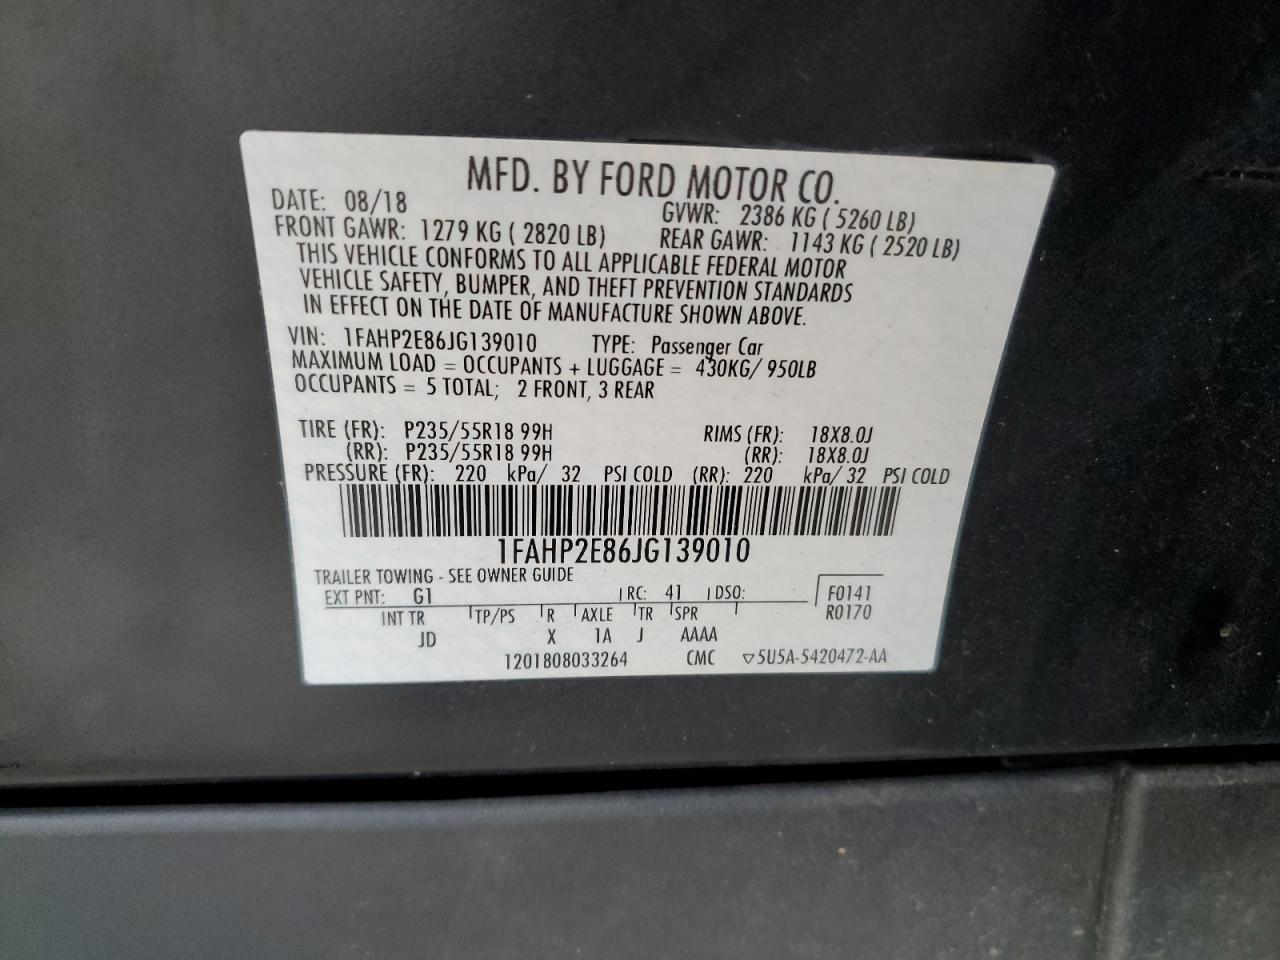 MFD. BY FORD MOTOR CO.
DATE: 08/18 GVWR: 2386 KG ( 5260 LB)
FRONT GAWR: 1279 KG ( 2820 LB) REAR GAWR: 1143 KG ( 2520 LB)
THIS VEHICLE CONFORMS TO ALL APPLICABLE FEDERAL MOTOR
VEHICLE SAFETY, BUMPER, AND THEFT PREVENTION STANDARDS
IN EFFECT ON THE DATE OF MANUFACTURE SHOWN ABOVE.
VIN: 1FAHP2E86JG139010 TYPE: Passenger Car
MAXIMUM LOAD = OCCUPANTS + LUGGAGE = 430KG/ 950LB
OCCUPANTS = 5 TOTAL; 2 FRONT, 3 REAR
TIRE (FR): P235/55R18 99H RIMS (FR): 18X8.0J
(RR): P235/55R18 99H (RR): 18X8.0J
PRESSURE (FR): 220 kPa/ 32 PSI COLD (RR): 220 kPa/ 32 PSI COLD
1FAHP2E86JG139010
TRAILER TOWING - SEE OWNER GUIDE
EXT PNT: G1 RC: 41 DSO: F0141
INT TR TP/PS R AXLE TR SPR R0170
JD X 1A J AAAA
1201808033264 CMC ▽5U5A-5420472-AA